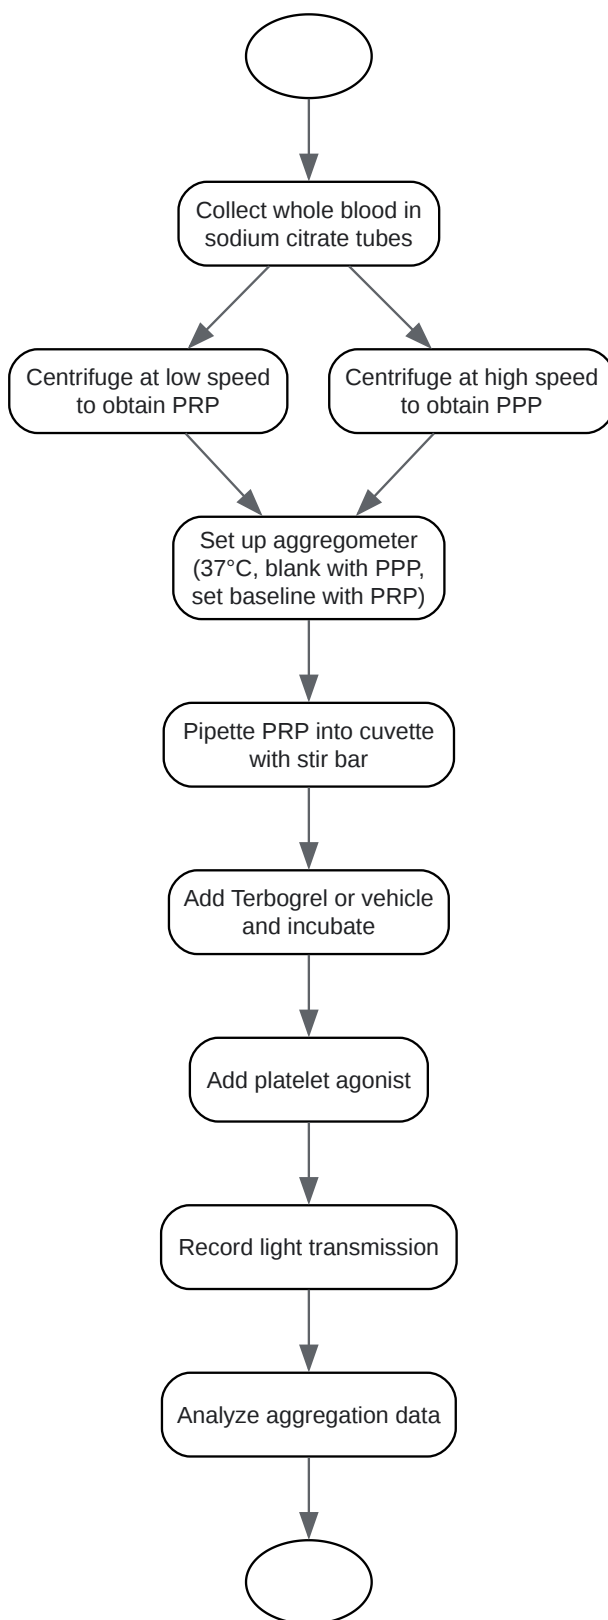 Collect whole blood in
sodium citrate tubes
Centrifuge at low speed
to obtain PRP
Centrifuge at high speed
to obtain PPP
Set up aggregometer
(37°C, blank with PPP,
set baseline with PRP)
Pipette PRP into cuvette
with stir bar
Add Terbogrel or vehicle
and incubate
Add platelet agonist
Record light transmission
Analyze aggregation data